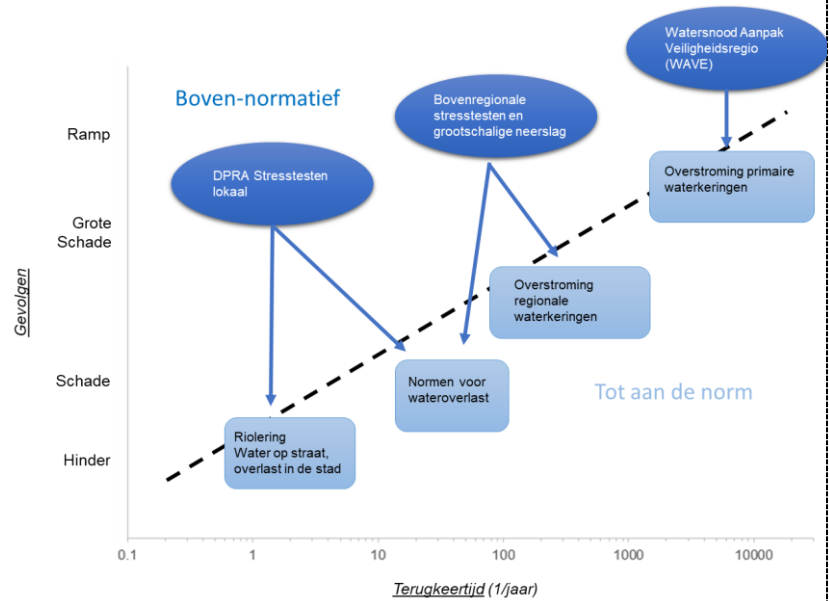 Watersnood Aanpak
Veiligheidsregio
(WAVE)
Boven-normatief
Bovenregionale
stresstesten en
grootschalige neerslag
Ramp
DPRA Stresstesten
lokaal
Overstroming primaire
waterkeringen
Grote
Schade
Gevolgen
Overstroming
regionale
waterkeringen
Schade
Normen voor
wateroverlast
Tot aan de norm
Riolering
Water op straat,
overlast in de stad
Hinder
0.1
1
10
100
1000
10000
Terugkeertijd (1/jaar)